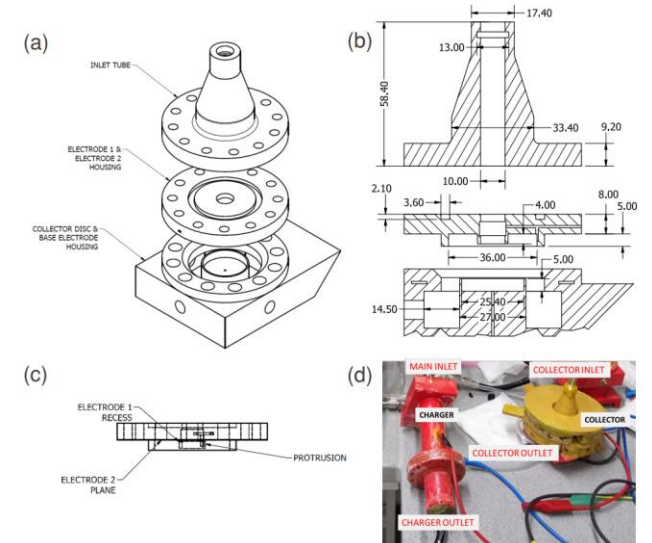 (a)
INLET TUBE
ELECTRODE 1 &
ELECTRODE 2
HOUSING
COLLECTOR DISC &
BASE ELECTRODE
HOUSING
(b)
17.40
13.00
58.40
33.40
9.20
10.00
2.10
3.60
4.00
8.00
5.00
36.00
5.00
14.50
25.40
27.00
(c)
ELECTRODE 1
RECESS
ELECTRODE 2
PLANE
PROTRUSION
(d)
MAIN INLET
COLLECTOR INLET
CHARGER
COLLECTOR
COLLECTOR OUTLET
CHARGER OUTLET